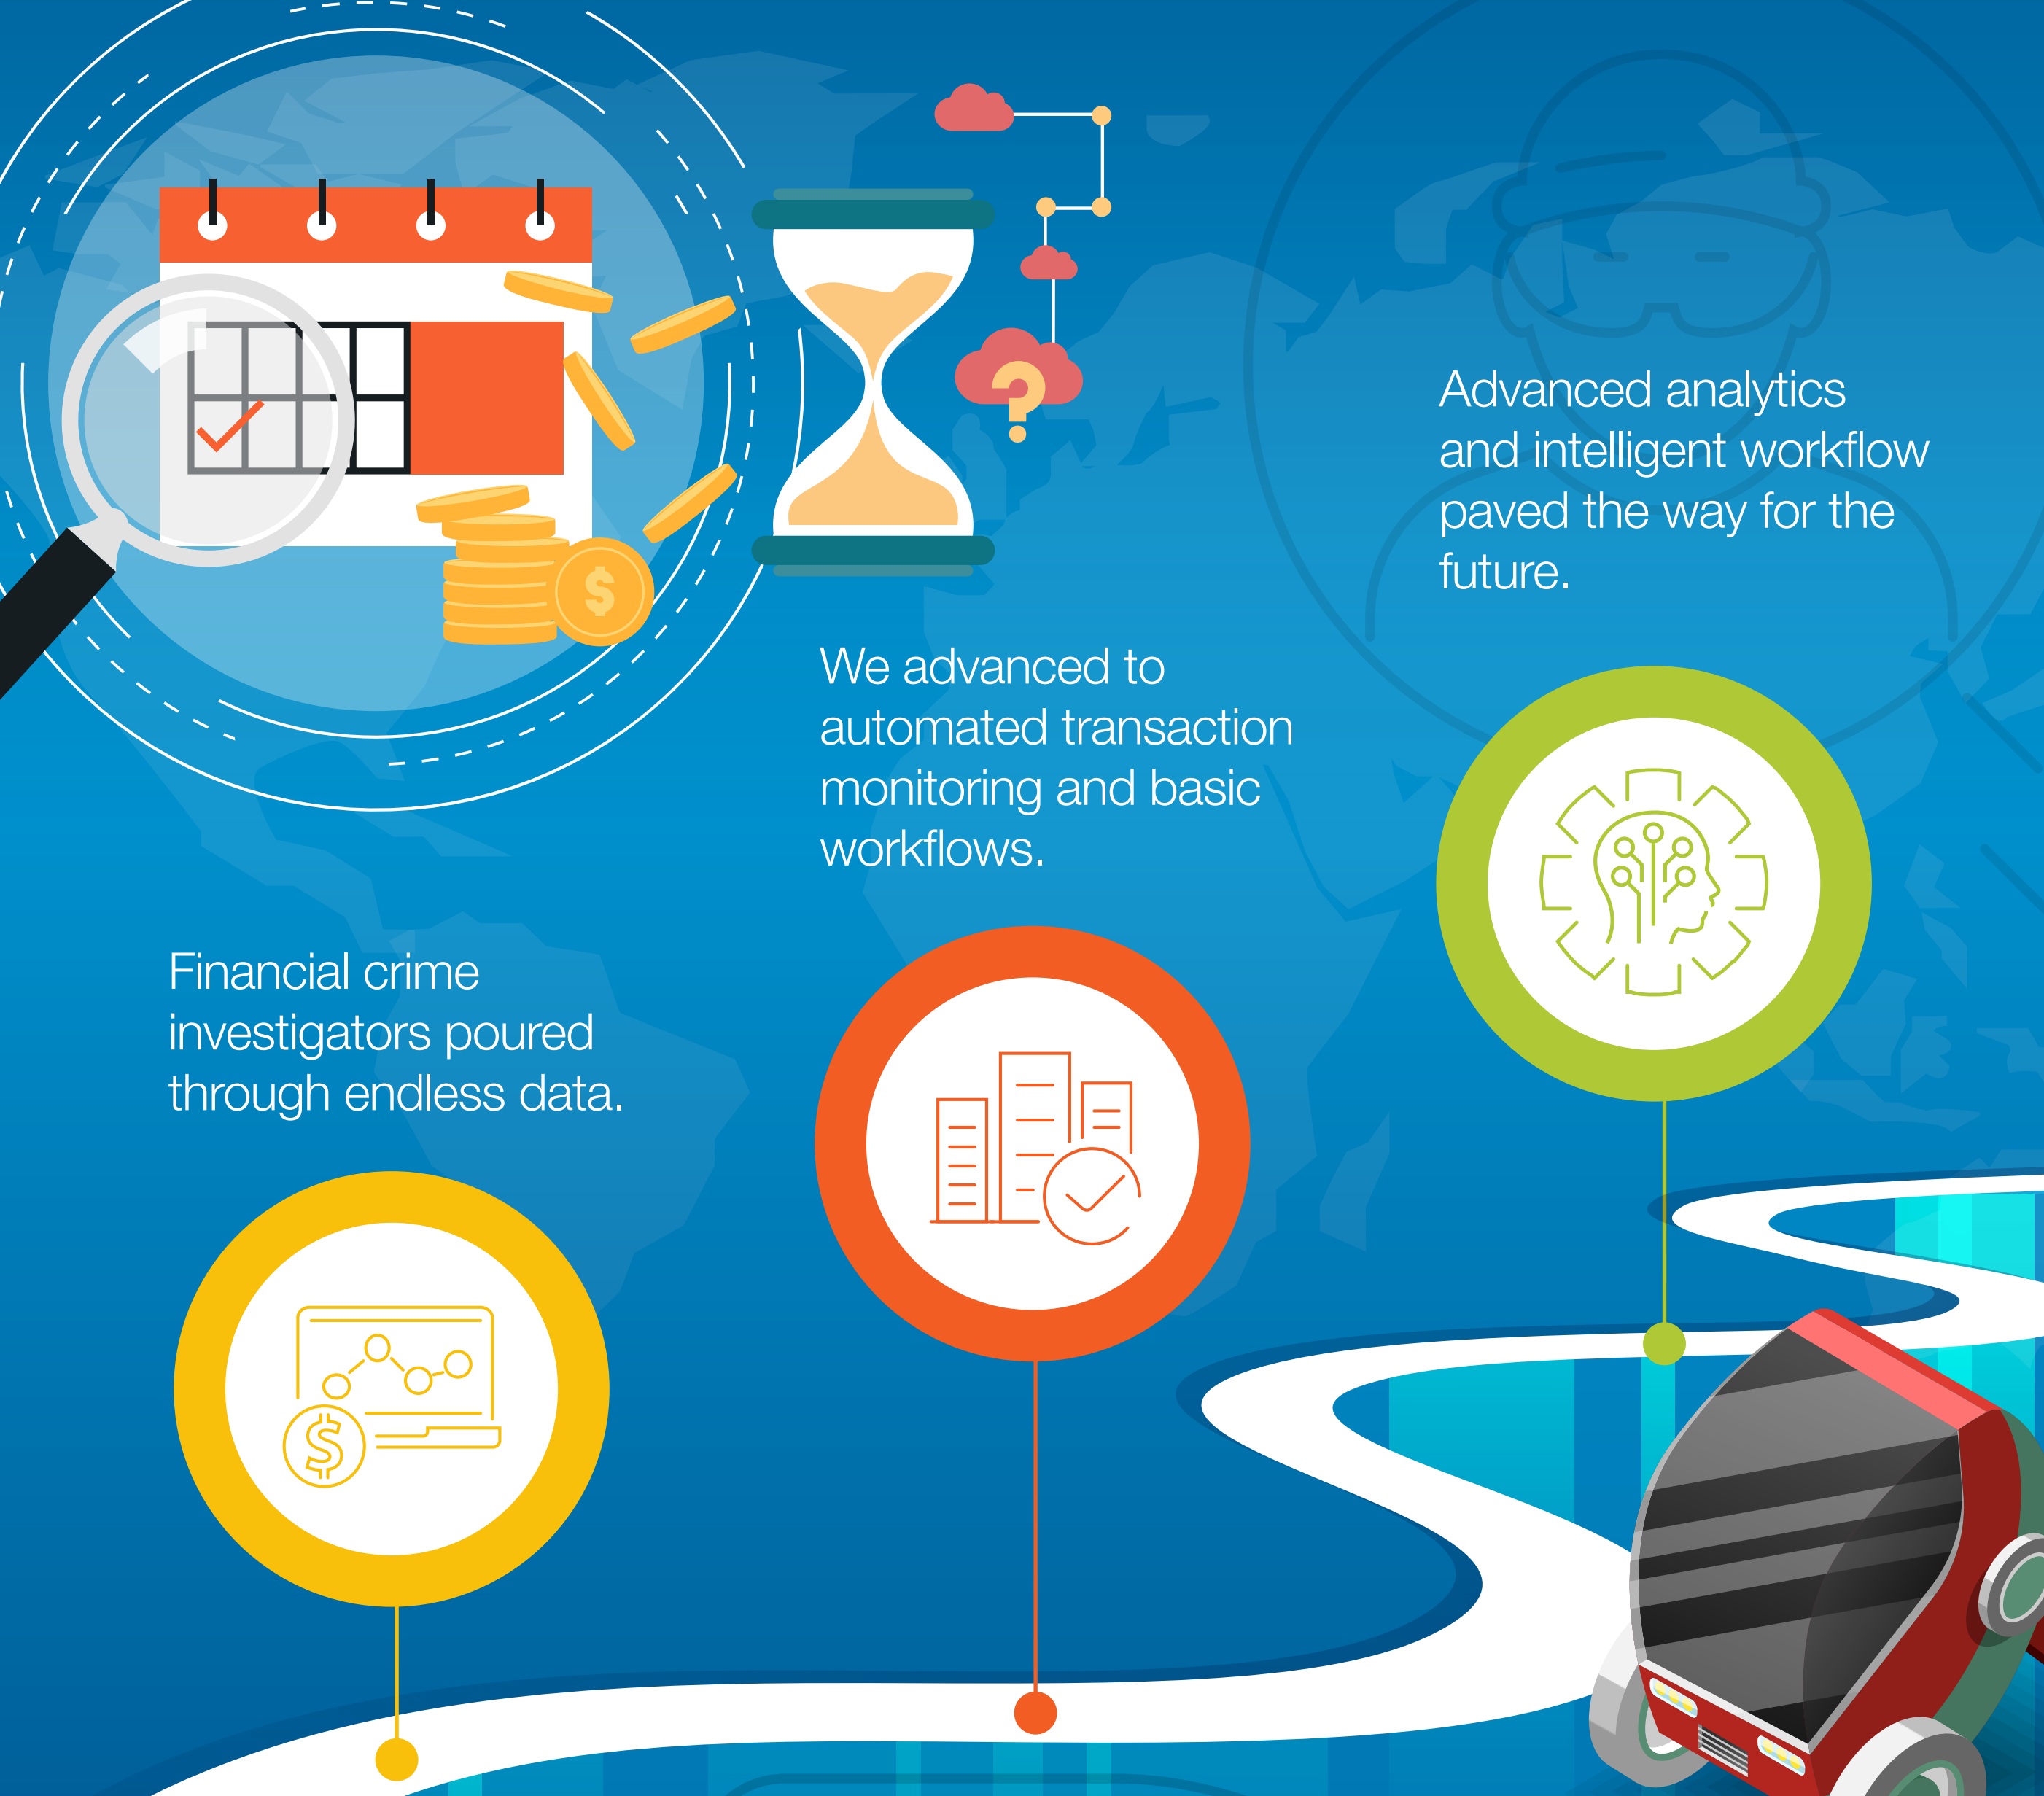 Financial crime
investigators poured
through endless data.
We advanced to
automated transaction
monitoring and basic
workflows.
Advanced analytics
and intelligent workflow
paved the way for the
future.
?
$
$